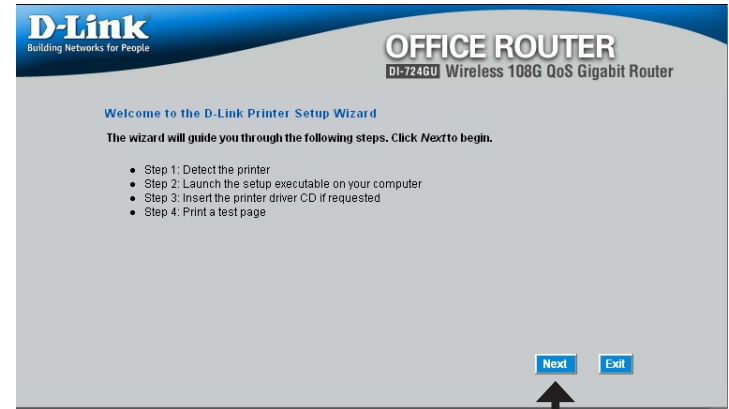 D-Link
Building Networks for People
OFFICE ROUTER
DI-724GU Wireless 108G QoS Gigabit Router
Welcome to the D-Link Printer Setup Wizard
The wizard will guide you through the following steps. Click Next to begin.
● Step 1: Detect the printer
● Step 2: Launch the setup executable on your computer
● Step 3: Insert the printer driver CD if requested
● Step 4: Print a test page
Next Exit